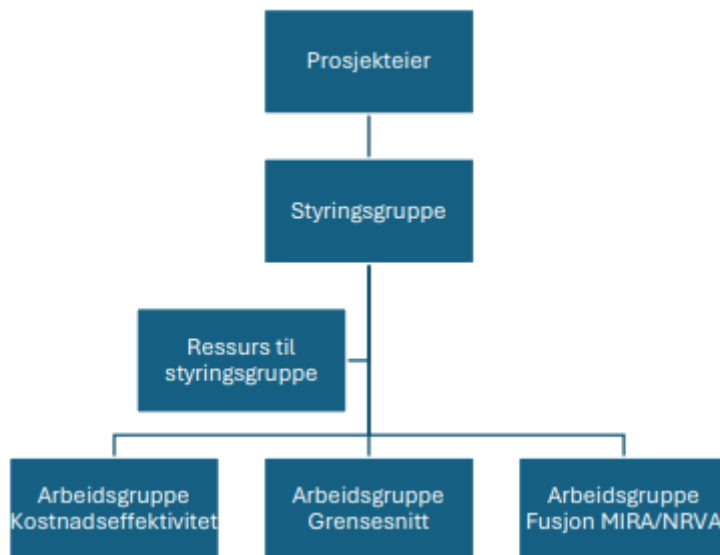 Prosjekteier
Styringsgruppe
Ressurs til
styringsgruppe
Arbeidsgruppe
Kostnadseffektivitet
Arbeidsgruppe
Grensesnitt
Arbeidsgruppe
Fusjon MIRA/NRVA